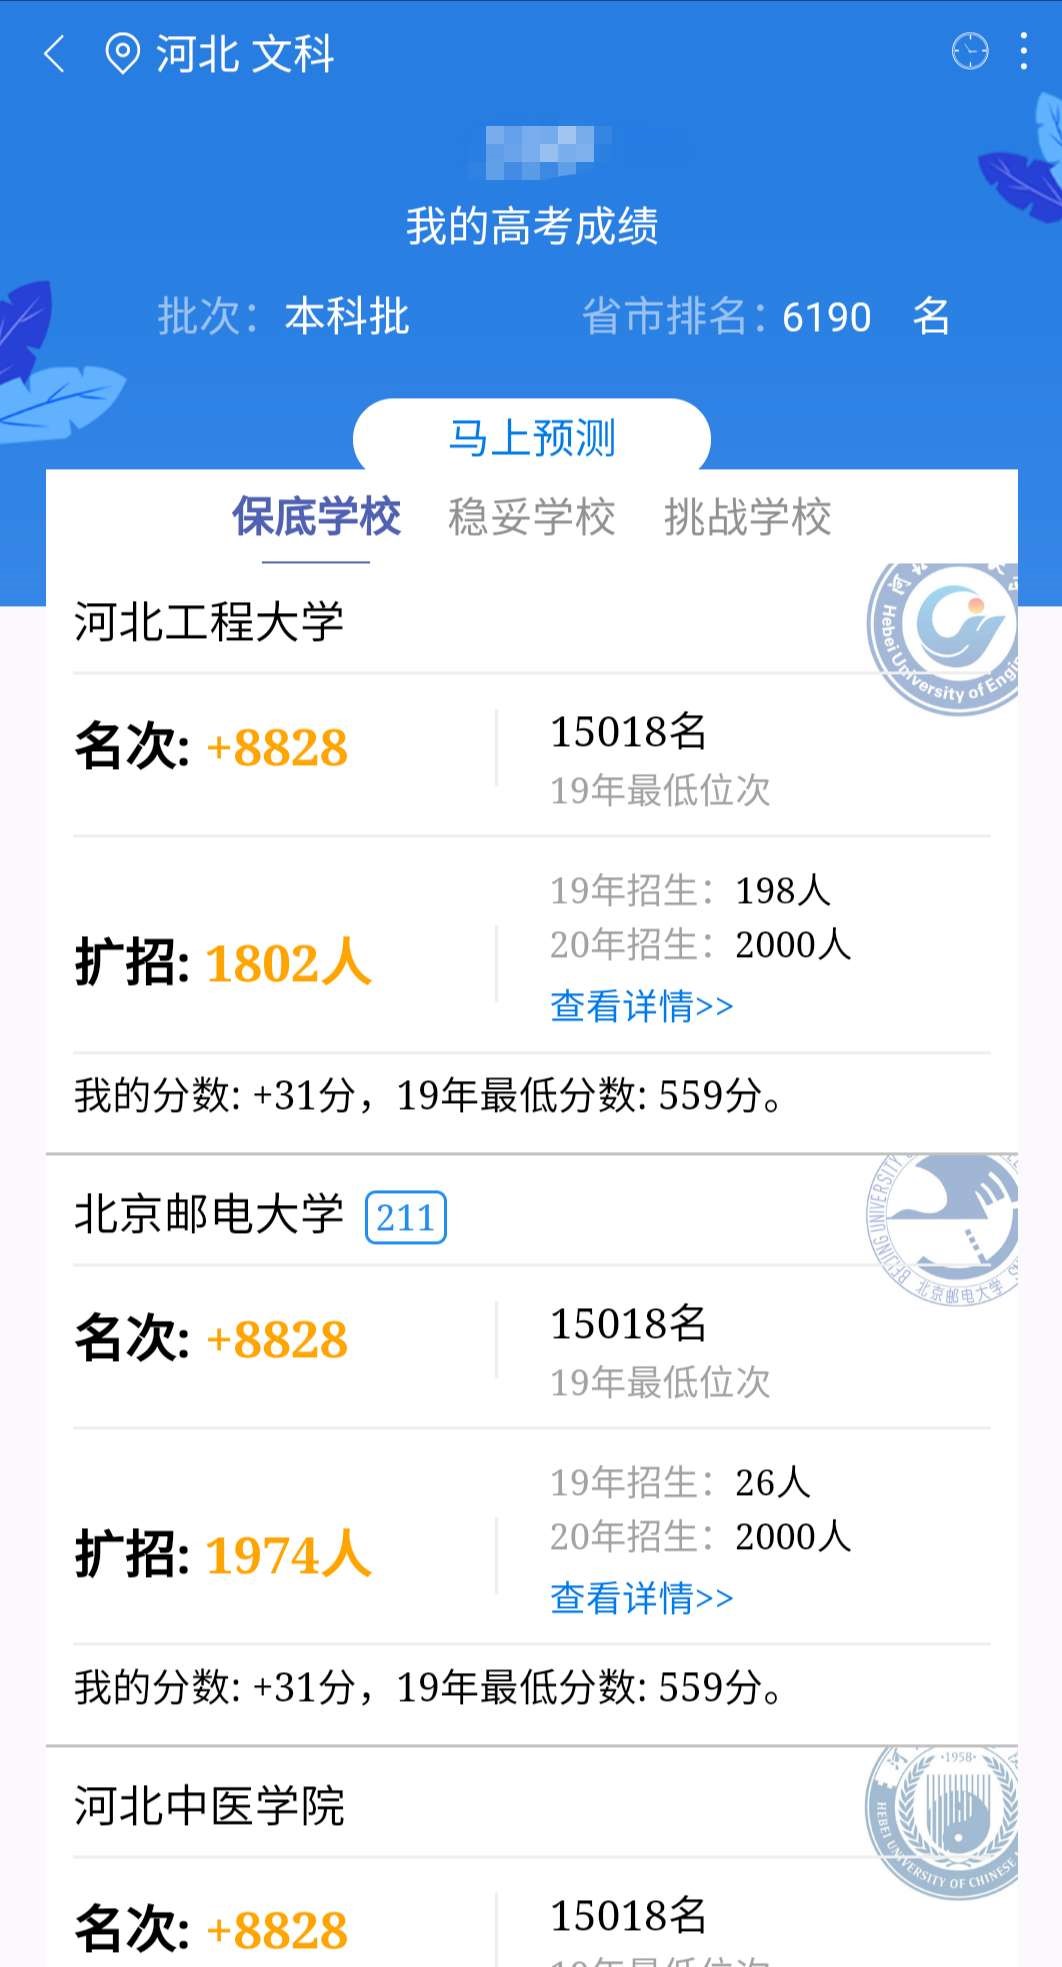 河北 文科
我的高考成绩
批次：本科批 省市排名：6190 名
马上预测
保底学校 稳妥学校 挑战学校
河北工程大学
Hebei University of Engi
名次: +8828
15018名
19年最低位次
扩招: 1802人
19年招生：198人
20年招生：2000人
查看详情>>
我的分数: +31分，19年最低分数: 559分。
北京邮电大学 211
BEIJING UNIVERSITY
北京邮电大学
名次: +8828
15018名
19年最低位次
扩招: 1974人
19年招生：26人
20年招生：2000人
查看详情>>
我的分数: +31分，19年最低分数: 559分。
河北中医学院
·1958·
HEBEI UNIVERSITY OF CHINESE
名次: +8828
15018名
19年最低位次